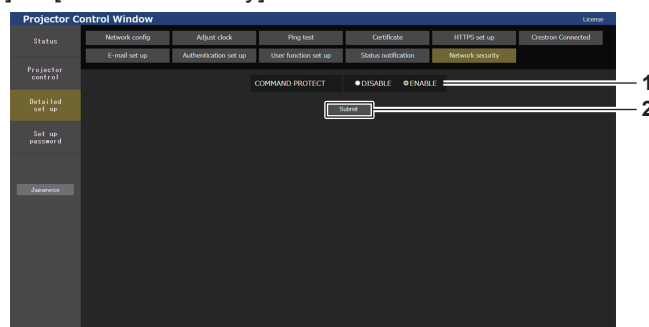 Projector Control Window
License
Status
Network config
Adjust clock
Ping test
Certificate
HTTPS set up
Crestron Connected
E-mail set up
Authentication set up
User function set up
Status notification
Network security
Projector
control
COMMAND PROTECT
DISABLE
ENABLE
1
Detailed
set up
Submit
2
Set up
password
Japanese